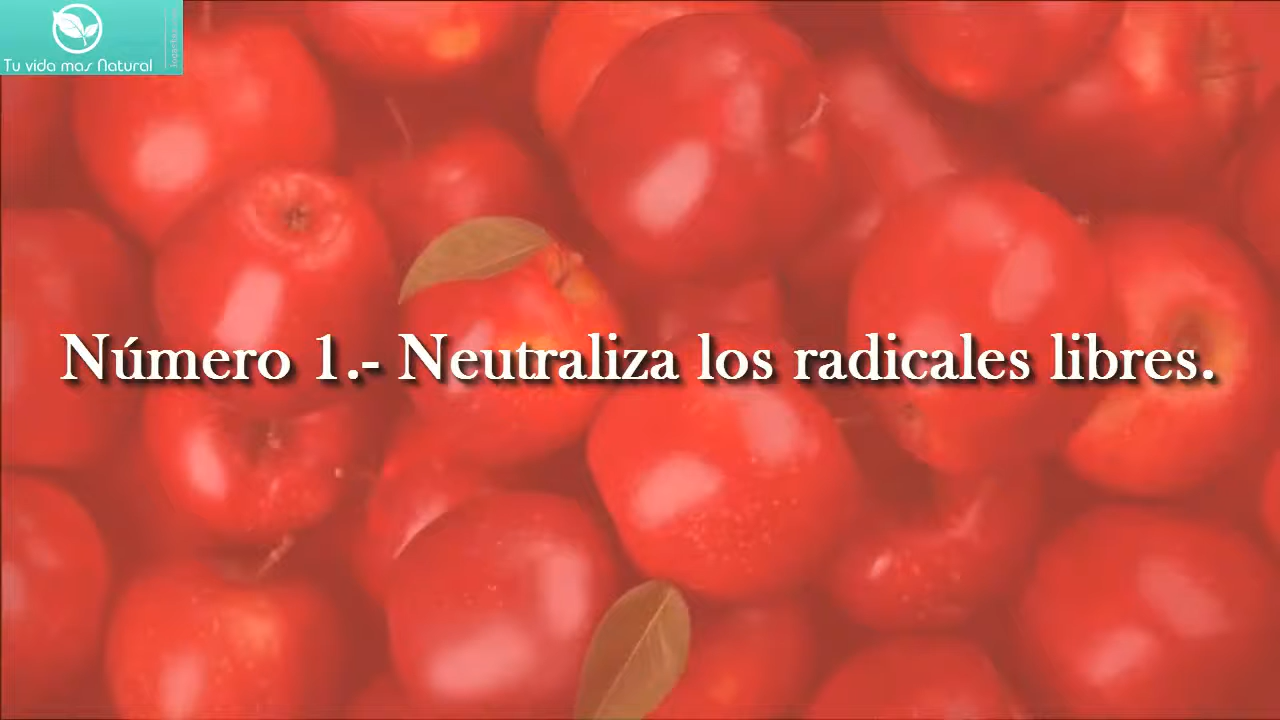 Tu vida mas Natural
Número 1.- Neutraliza los radicales libres.